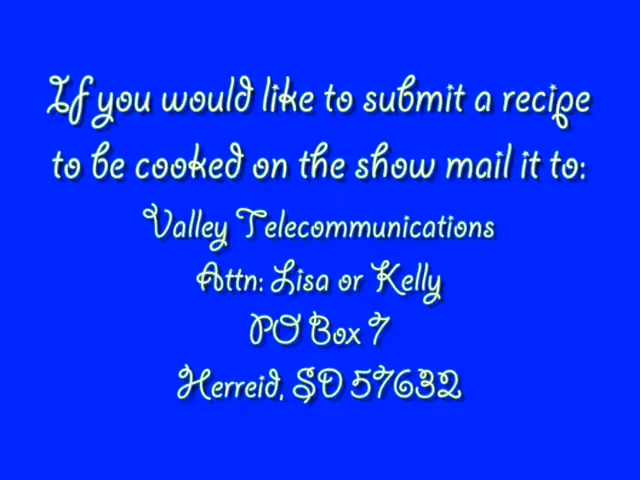 If you would like to submit a recipe
to be cooked on the show mail it to:
Valley Telecommunications
Attn: Lisa or Kelly
PO Box 7
Herreid, SD 57632